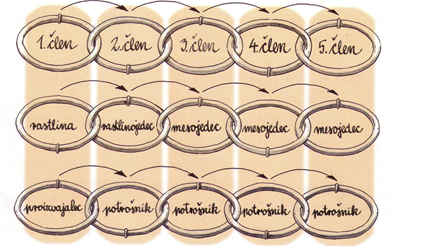 1. člen 2. člen 3. člen 4. člen 5. člen
rastlina rastlinojedec mesojedec mesojedec mesojedec
proizvajalec potrošnik potrošnik potrošnik potrošnik